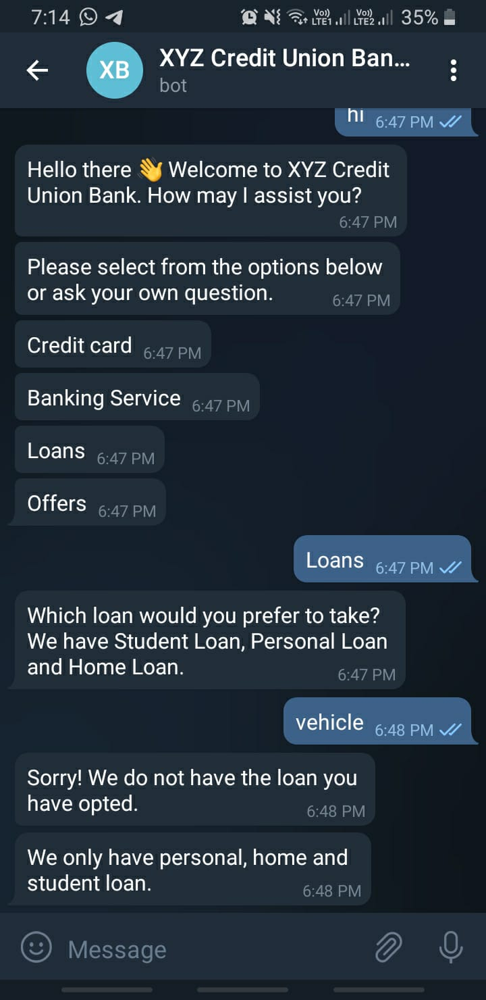 7:14 Vo)) LTE1 Vo)) LTE2 35%
XB
XYZ Credit Union Ban...
bot
hi 6:47 PM
Hello there 👋 Welcome to XYZ Credit
Union Bank. How may I assist you?
6:47 PM
Please select from the options below
or ask your own question. 6:47 PM
Credit card 6:47 PM
Banking Service 6:47 PM
Loans 6:47 PM
Offers 6:47 PM
Loans 6:47 PM
Which loan would you prefer to take?
We have Student Loan, Personal Loan
and Home Loan. 6:47 PM
vehicle 6:48 PM
Sorry! We do not have the loan you
have opted. 6:48 PM
We only have personal, home and
student loan. 6:48 PM
Message